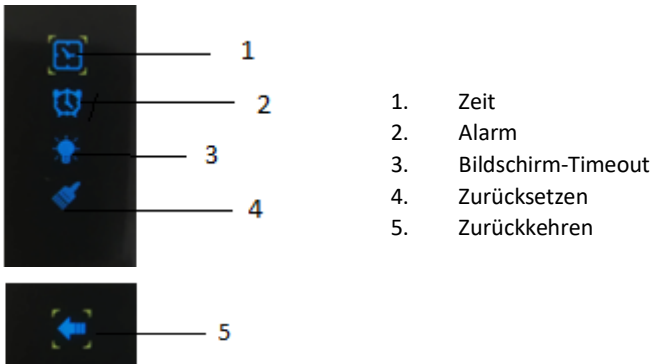 1
2
3
4
5
1. Zeit
2. Alarm
3. Bildschirm-Timeout
4. Zurücksetzen
5. Zurückkehren